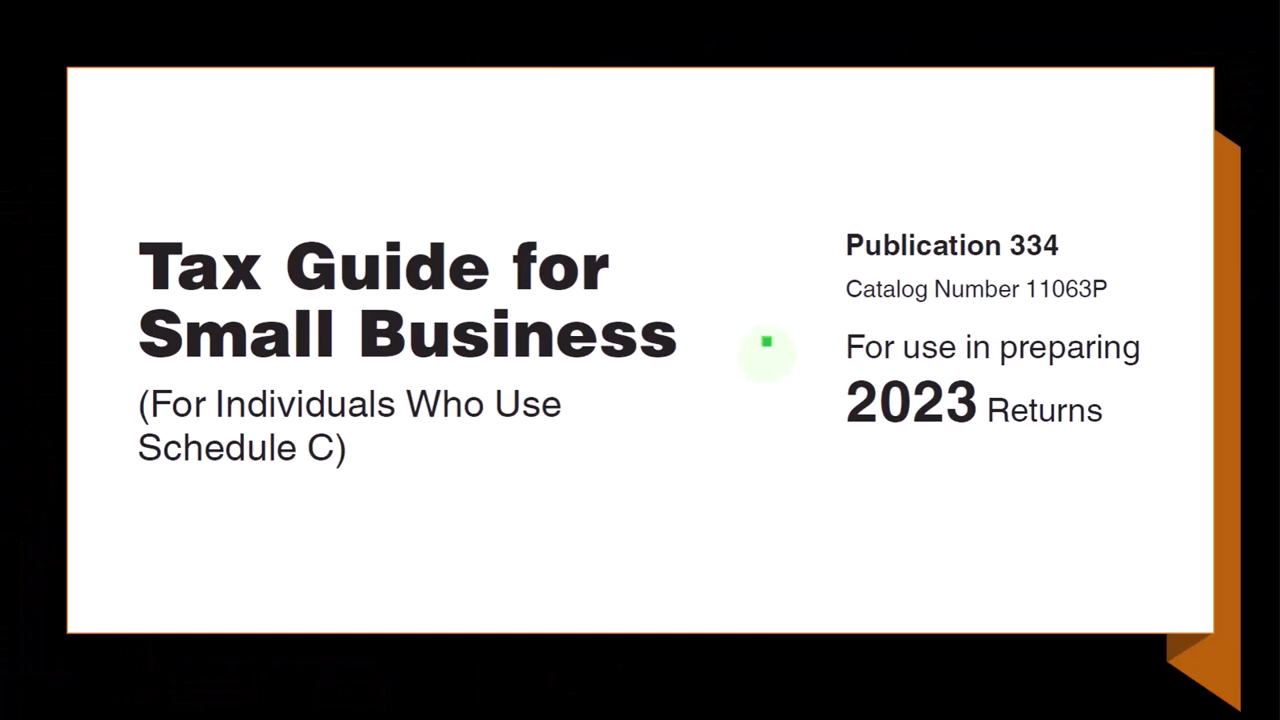 Tax Guide for
Small Business
(For Individuals Who Use
Schedule C)
Publication 334
Catalog Number 11063P
For use in preparing
2023 Returns